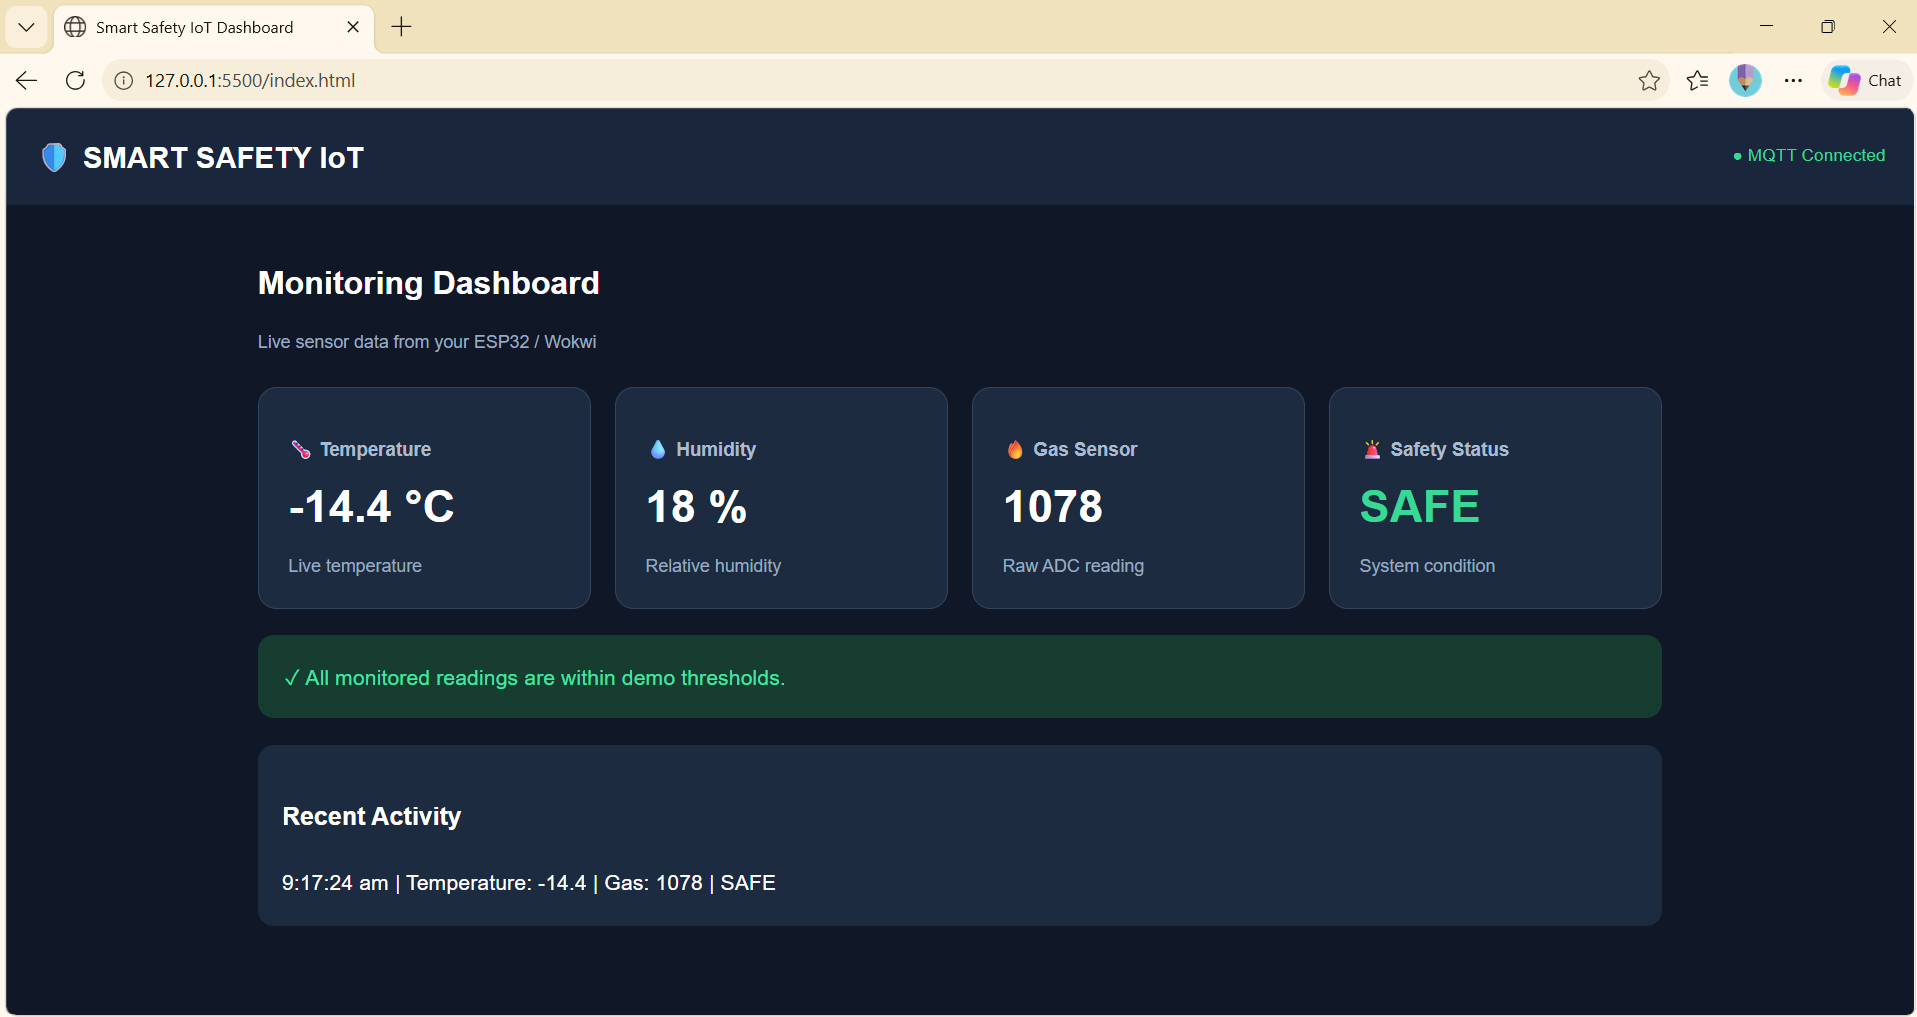 Smart Safety IoT Dashboard
127.0.0.1:5500/index.html
Chat
SMART SAFETY IoT
• MQTT Connected
Monitoring Dashboard
Live sensor data from your ESP32 / Wokwi
Temperature
-14.4 °C
Live temperature
Humidity
18 %
Relative humidity
Gas Sensor
1078
Raw ADC reading
Safety Status
SAFE
System condition
✓ All monitored readings are within demo thresholds.
Recent Activity
9:17:24 am | Temperature: -14.4 | Gas: 1078 | SAFE